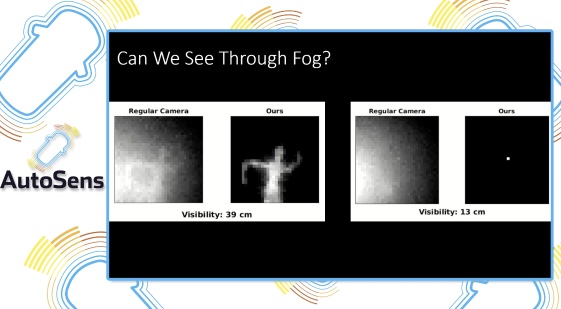 Can We See Through Fog?
Regular Camera
Ours
Visibility: 39 cm
Regular Camera
Ours
Visibility: 13 cm
AutoSens